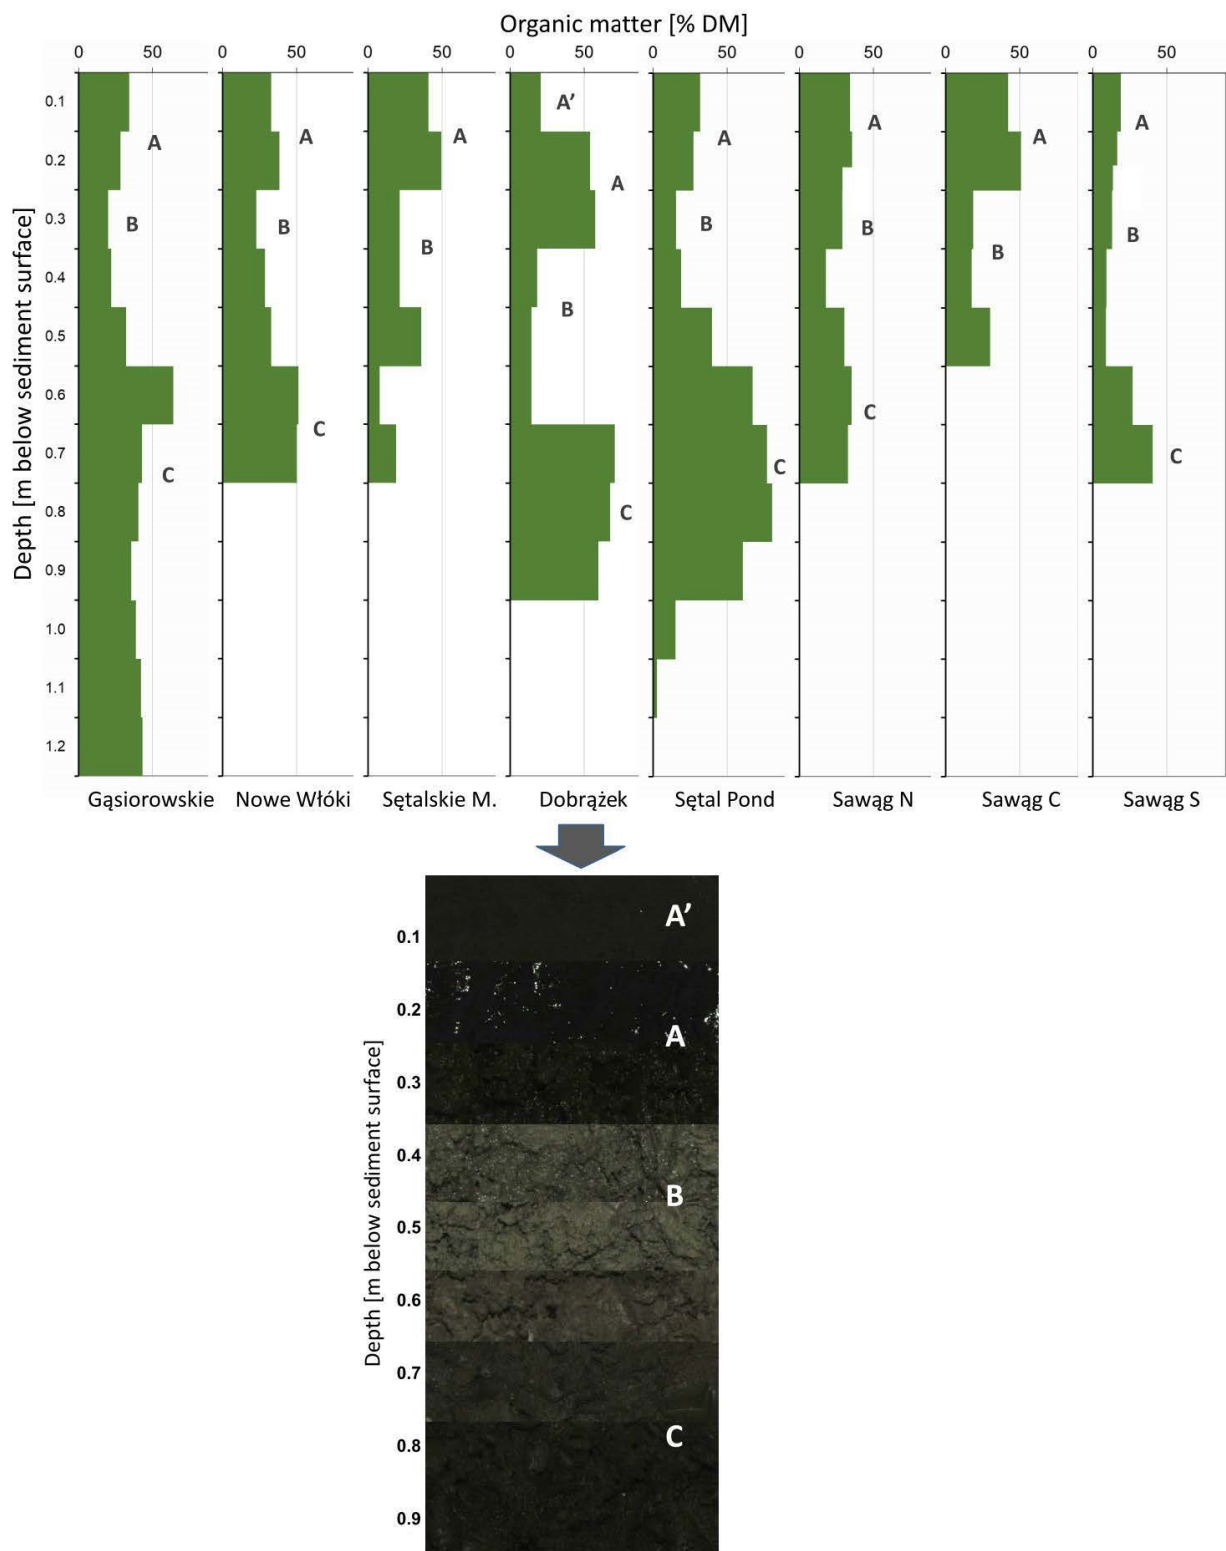 Organic matter [% DM]
0 50 0 50 0 50 0 50 0 50 0 50 0 50 0 50
Depth [m below sediment surface]
0.1
0.2
0.3
0.4
0.5
0.6
0.7
0.8
0.9
1.0
1.1
1.2
A
B
C
A
B
C
A
B
A’
A
B
C
A
B
C
A
B
C
A
B
A
B
C
Gąsiorowskie Nowe Włóki Sętalskie M. Dobrążek Sętal Pond Sawąg N Sawąg C Sawąg S
Depth [m below sediment surface]
0.1
0.2
0.3
0.4
0.5
0.6
0.7
0.8
0.9
A’
A
B
C